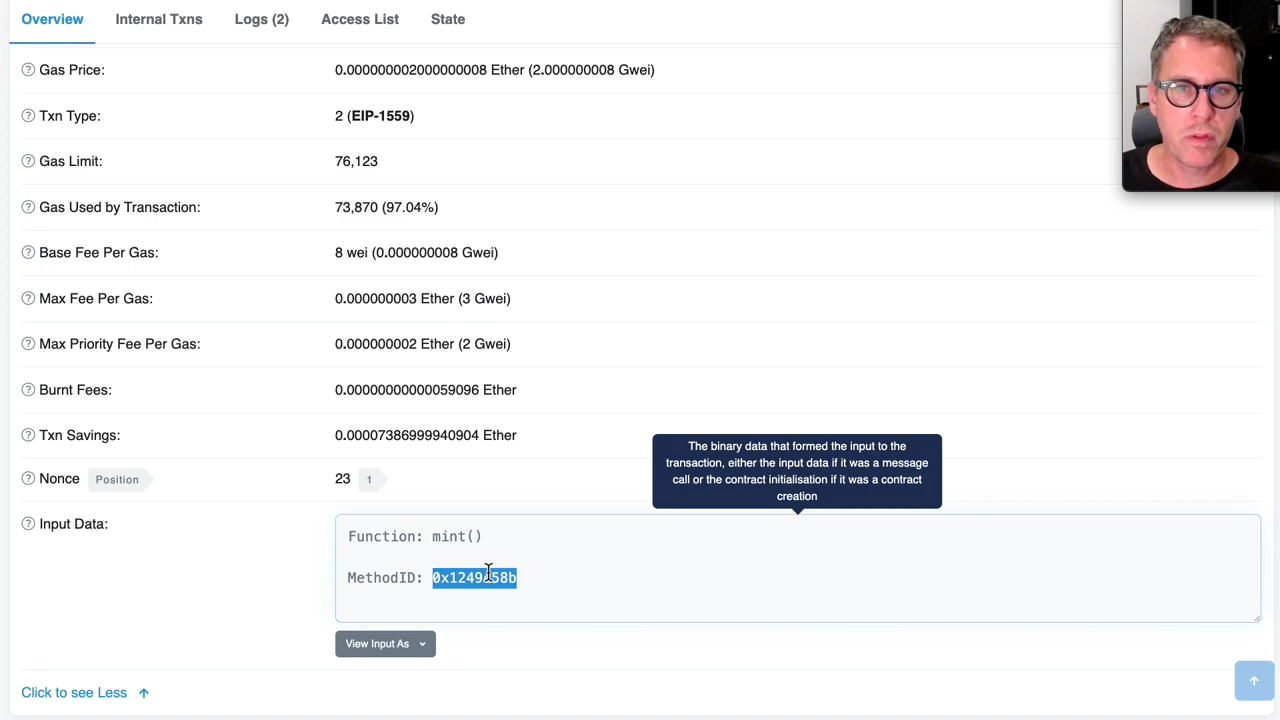 Overview Internal Txns Logs (2) Access List State
Gas Price: 0.000000002000000008 Ether (2.000000008 Gwei)
Txn Type: 2 (EIP-1559)
Gas Limit: 76,123
Gas Used by Transaction: 73,870 (97.04%)
Base Fee Per Gas: 8 wei (0.000000008 Gwei)
Max Fee Per Gas: 0.000000003 Ether (3 Gwei)
Max Priority Fee Per Gas: 0.000000002 Ether (2 Gwei)
Burnt Fees: 0.00000000000059096 Ether
Txn Savings: 0.00007386999940904 Ether
Nonce Position 23 1
The binary data that formed the input to the
transaction, either the input data if it was a message
call or the contract initialisation if it was a contract
creation
Input Data:
Function: mint()
MethodID:
View Input As
Click to see Less